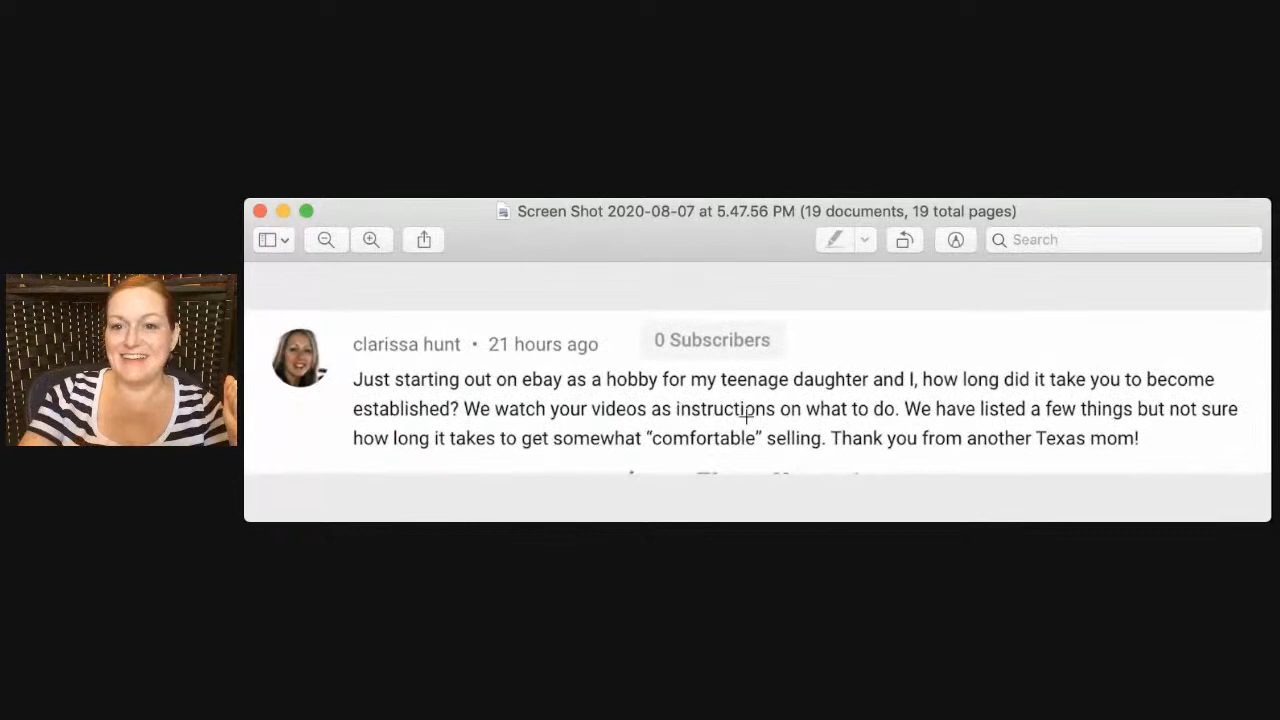 Screen Shot 2020-08-07 at 5.47.56 PM (19 documents, 19 total pages)
Search
clarissa hunt • 21 hours ago
0 Subscribers
Just starting out on ebay as a hobby for my teenage daughter and I, how long did it take you to become
established? We watch your videos as instructions on what to do. We have listed a few things but not sure
how long it takes to get somewhat “comfortable” selling. Thank you from another Texas mom!